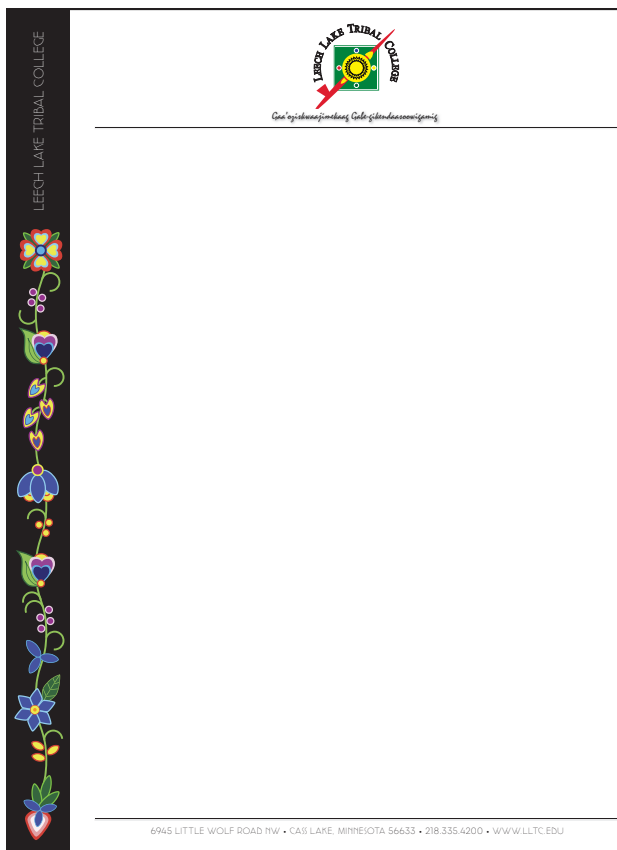 LEECH LAKE TRIBAL COLLEGE
LEECH LAKE TRIBAL COLLEGE
Gaa'oziskwaajimekaag Gabe-gikendaasoowigamig
6945 LITTLE WOLF ROAD NW • CASS LAKE, MINNESOTA 56633 • 218.335.4200 • WWW.LLTC.EDU